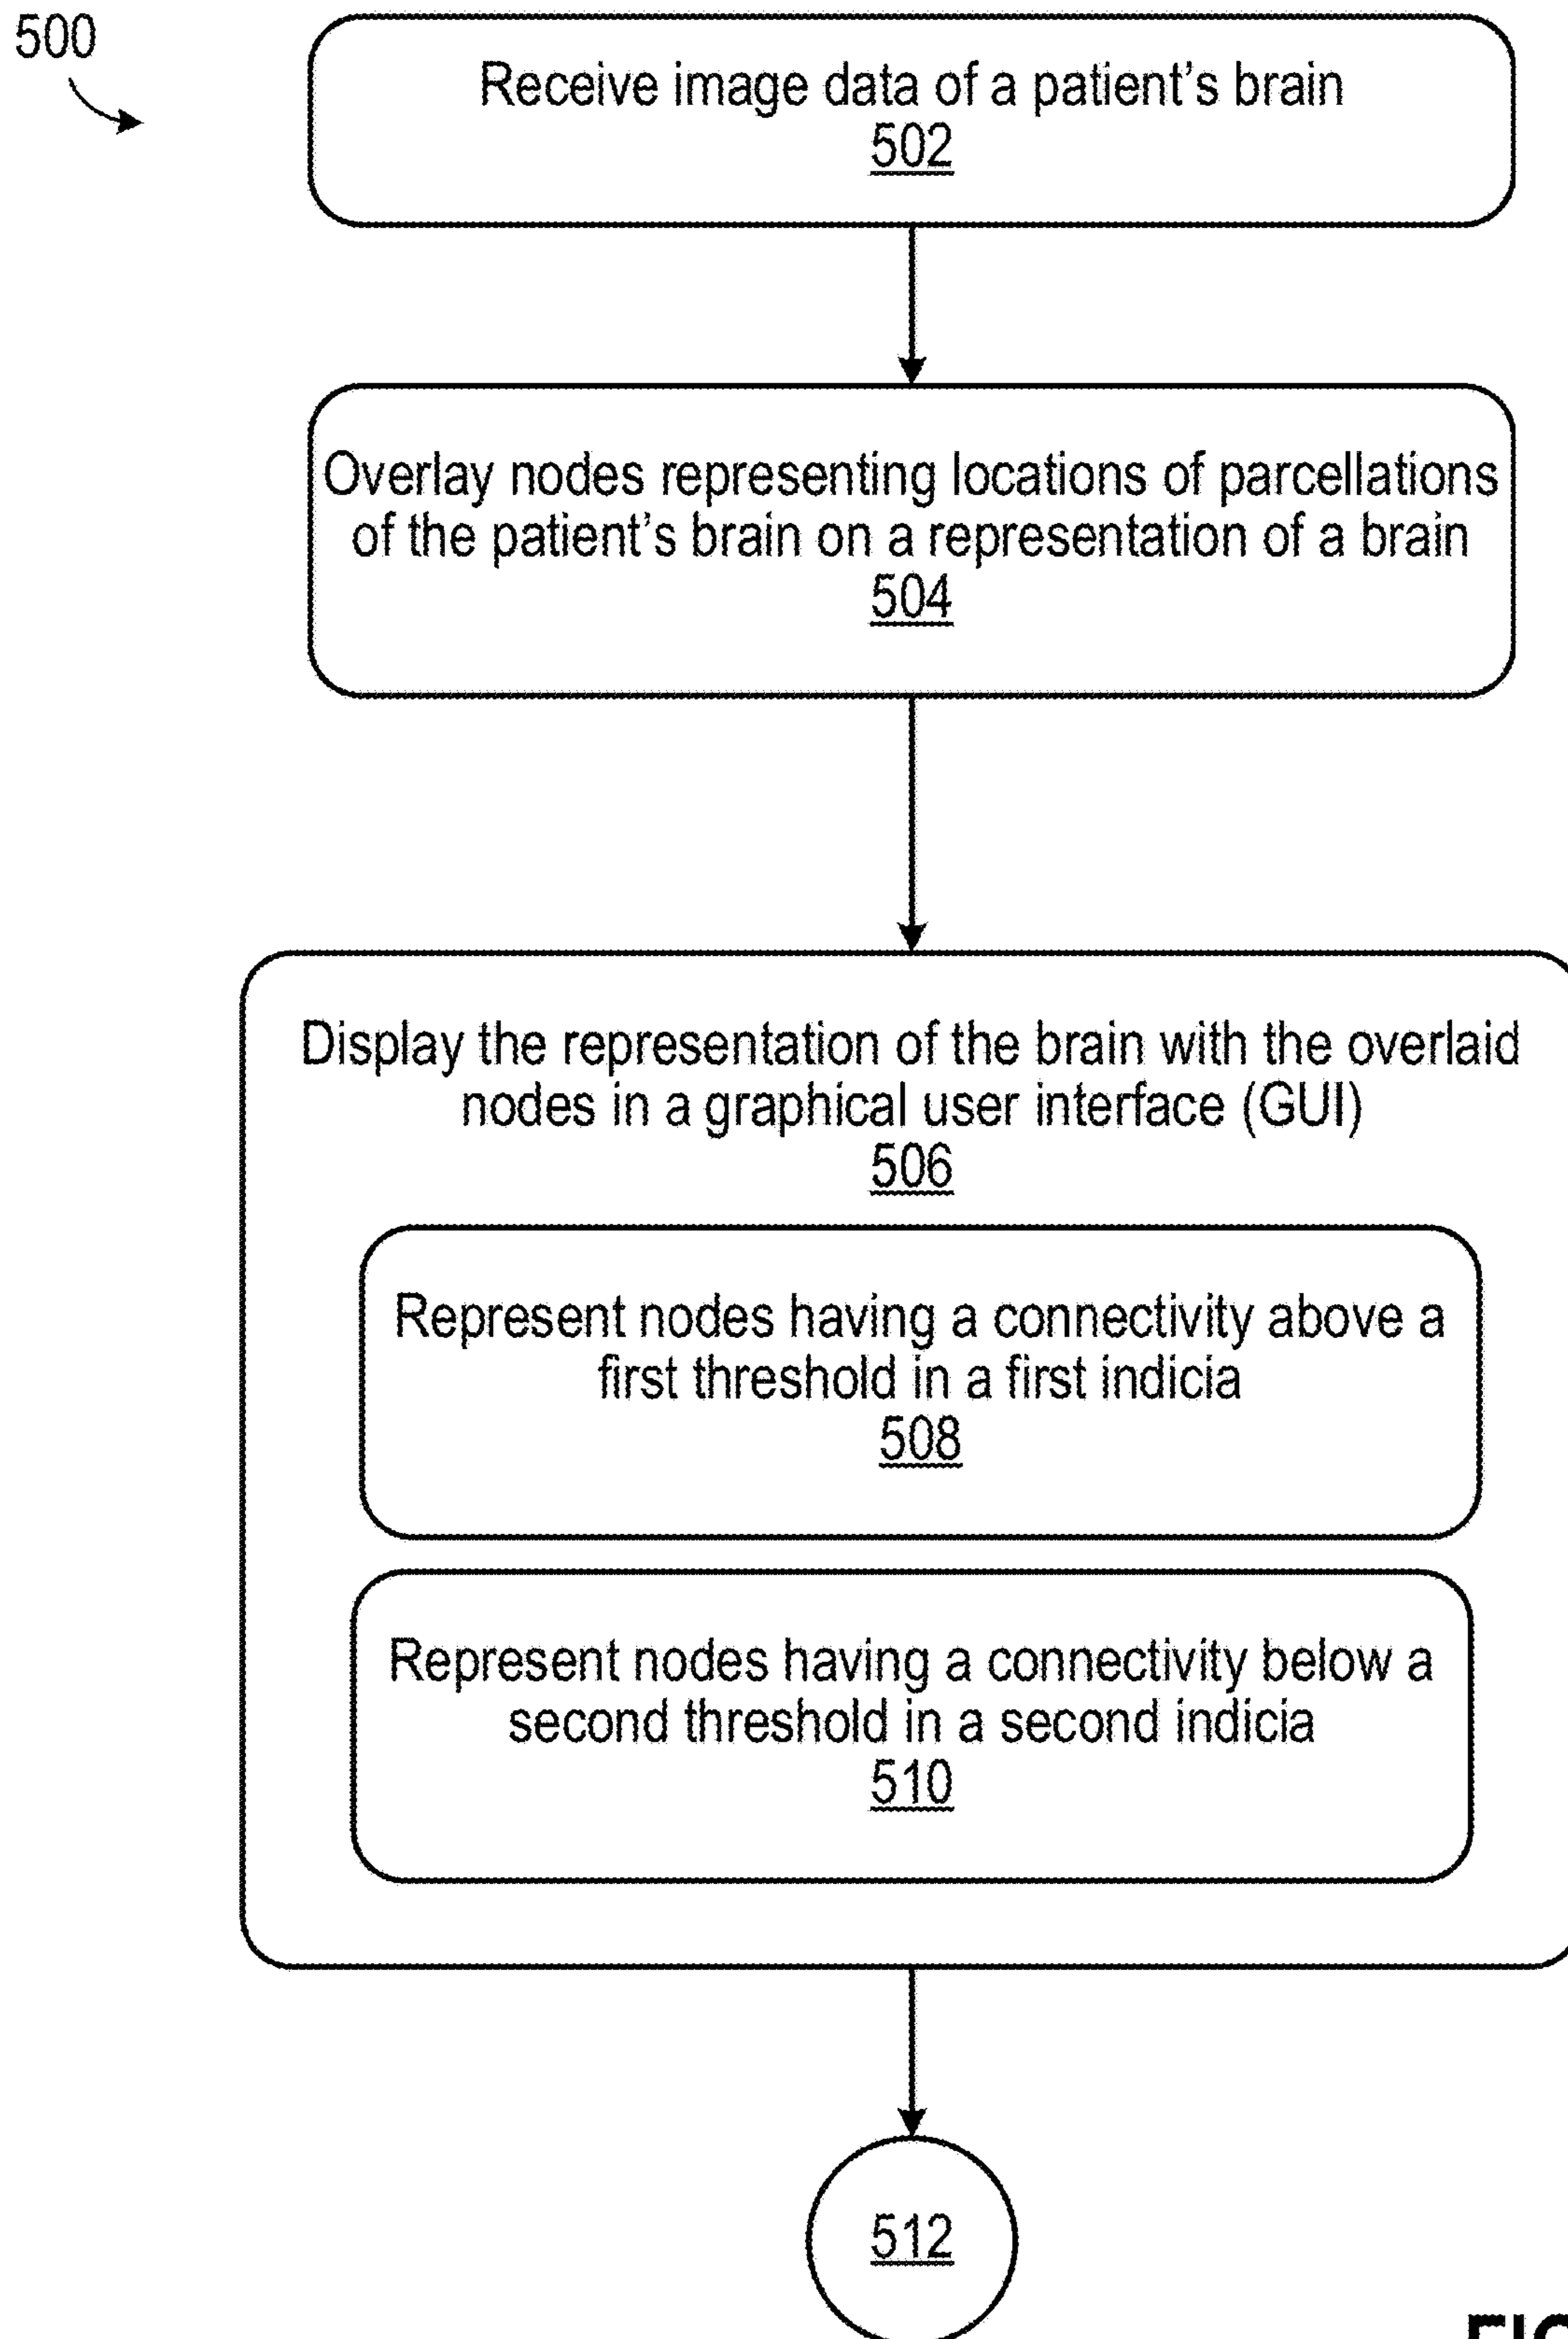 500
Receive image data of a patient's brain
502
Overlay nodes representing locations of parcellations
of the patient's brain on a representation of a brain
504
Display the representation of the brain with the overlaid
nodes in a graphical user interface (GUI)
506
Represent nodes having a connectivity above a
first threshold in a first indicia
508
Represent nodes having a connectivity below a
second threshold in a second indicia
510
512